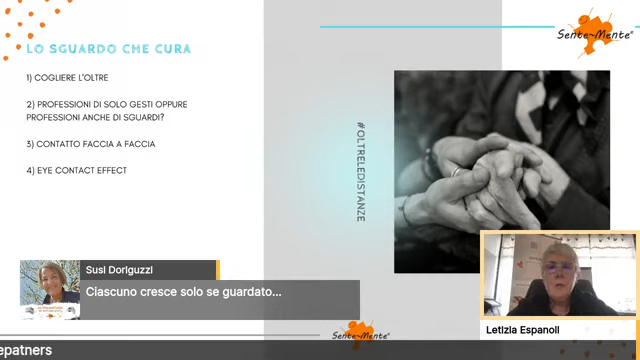 LO SGUARDO CHE CURA
1) COGLIERE L'OLTRE
2) PROFESSIONI DI SOLO GESTI OPPURE
PROFESSIONI ANCHE DI SGUARDI?
3) CONTATTO FACCIA A FACCIA
4) EYE CONTACT EFFECT
#OLTRELEDISTANZE
Sente~Mente®
Susi Doriguzzi
Ciascuno cresce solo se guardato...
Letizia Espanoli
Sente~Mente®
epatners